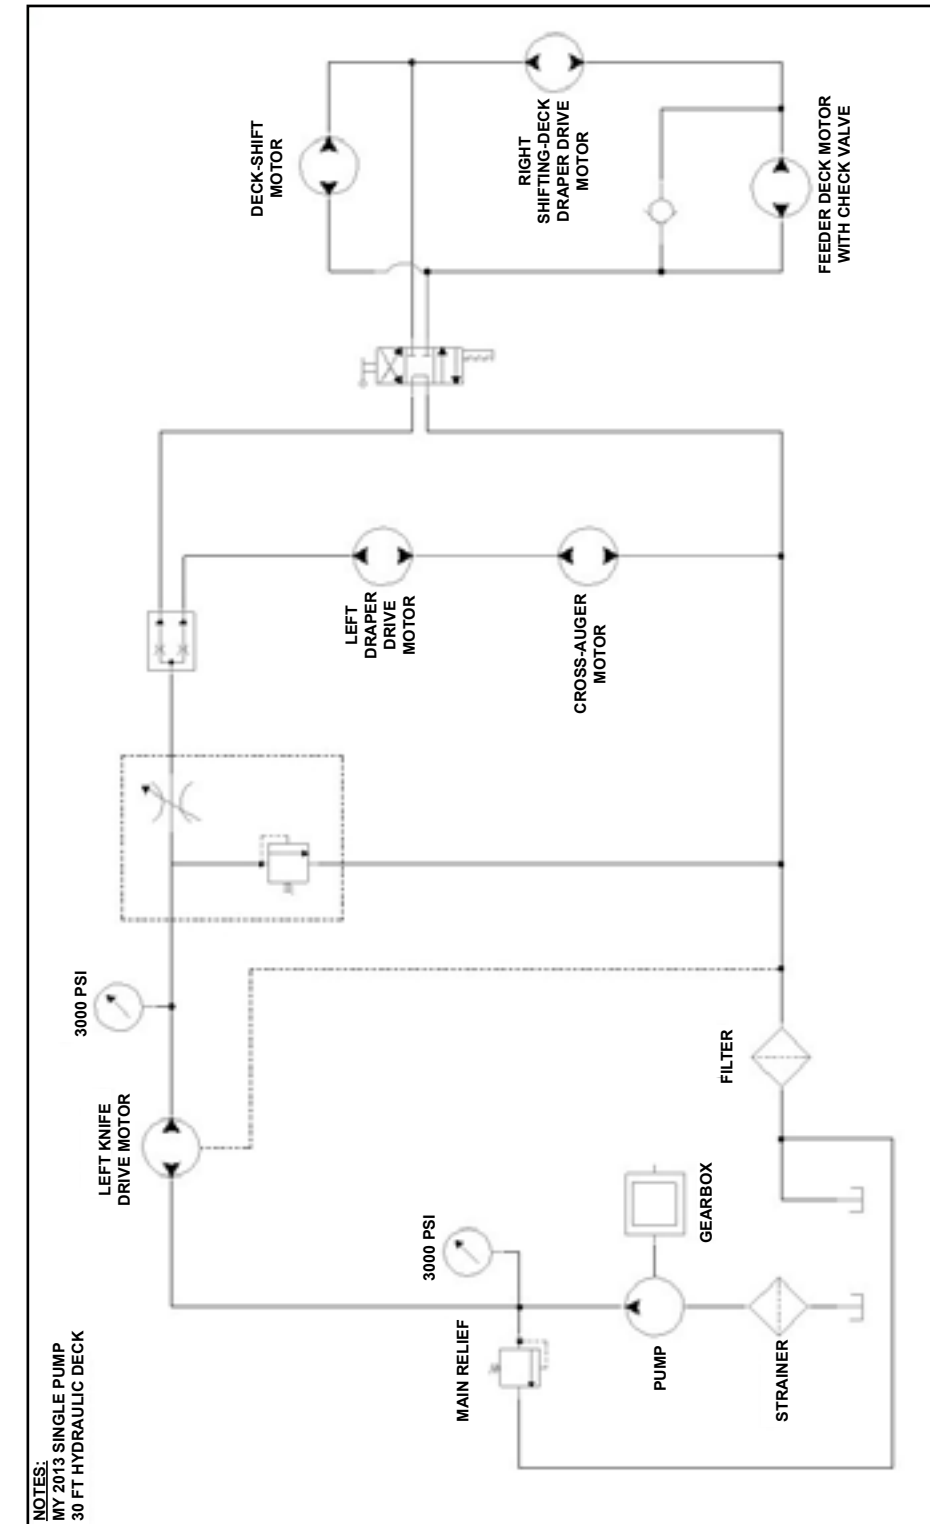 NOTES:
MY 2013 SINGLE PUMP
30 FT HYDRAULIC DECK
LEFT KNIFE
DRIVE MOTOR
3000 PSI
MAIN RELIEF
3000 PSI
PUMP
GEARBOX
STRAINER
FILTER
LEFT
DRAPER
DRIVE
MOTOR
CROSS-AUGER
MOTOR
DECK-SHIFT
MOTOR
RIGHT
SHIFTING-DECK
DRAPER DRIVE
MOTOR
FEEDER DECK MOTOR
WITH CHECK VALVE